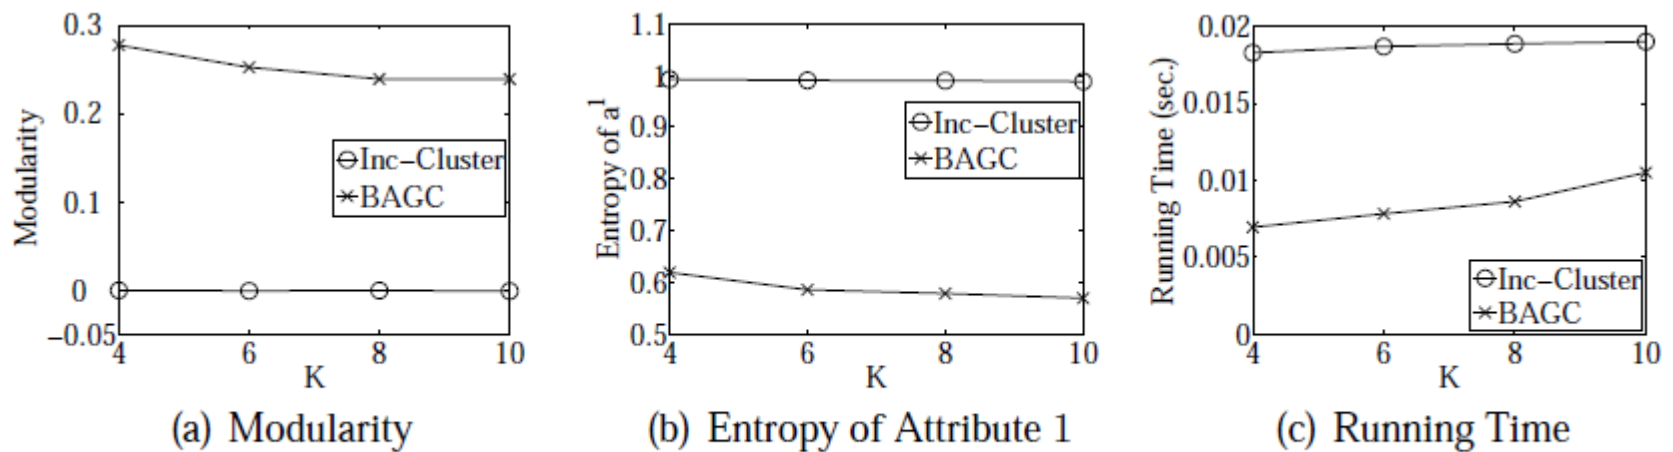 0.3
0.2
0.1
0
−0.05
Modularity
4 6 8 10
K
Inc−Cluster
BAGC
(a) Modularity
1.1
1
0.9
0.8
0.7
0.6
0.5
Entropy of a¹
4 6 8 10
K
Inc−Cluster
BAGC
(b) Entropy of Attribute 1
0.02
0.015
0.01
0.005
0
Running Time (sec.)
4 6 8 10
K
Inc−Cluster
BAGC
(c) Running Time